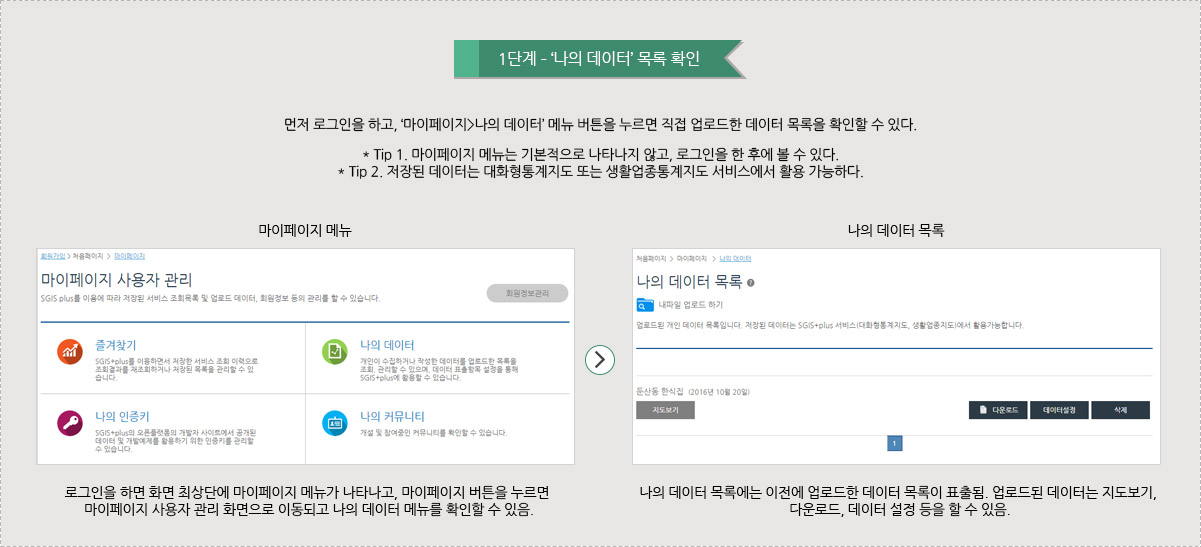 1단계 – ‘나의 데이터’ 목록 확인
먼저 로그인을 하고, ‘마이페이지>나의 데이터’ 메뉴 버튼을 누르면 직접 업로드한 데이터 목록을 확인할 수 있다.
* Tip 1. 마이페이지 메뉴는 기본적으로 나타나지 않고, 로그인을 한 후에 볼 수 있다.
* Tip 2. 저장된 데이터는 대화형통계지도 또는 생활업종통계지도 서비스에서 활용 가능하다.
마이페이지 메뉴
회원가입 > 처음페이지 > 마이페이지
마이페이지 사용자 관리
SGIS plus를 이용에 따라 저장된 서비스 조회목록 및 업로드 데이터, 회원정보 등의 관리를 할 수 있습니다.
회원정보관리
즐겨찾기
SGIS+plus를 이용하면서 저장한 서비스 조회 이력으로
조회결과를 재조회하거나 저장된 목록을 관리할 수 있
습니다.
나의 데이터
개인이 수집하거나 작성한 데이터를 업로드한 목록을
조회, 관리할 수 있으며, 데이터 표출항목 설정을 통해
SGIS+plus에 활용할 수 있습니다.
나의 인증키
SGIS+plus의 오픈플랫폼의 개발자 사이트에서 공개된
데이터 및 개발예제를 활용하기 위한 인증키를 관리할
수 있습니다.
나의 커뮤니티
개설 및 참여중인 커뮤니티를 확인할 수 있습니다.
로그인을 하면 화면 최상단에 마이페이지 메뉴가 나타나고, 마이페이지 버튼을 누르면
마이페이지 사용자 관리 화면으로 이동되고 나의 데이터 메뉴를 확인할 수 있음.
나의 데이터 목록
처음페이지 > 마이페이지 > 나의 데이터
나의 데이터 목록 ?
내파일 업로드 하기
업로드된 개인 데이터 목록입니다. 저장된 데이터는 SGIS+plus 서비스(대화형통계지도, 생활업종지도)에서 활용가능합니다.
둔산동 한식집 (2016년 10월 20일)
지도보기
다운로드
데이터설정
삭제
1
나의 데이터 목록에는 이전에 업로드한 데이터 목록이 표출됨. 업로드된 데이터는 지도보기,
다운로드, 데이터 설정 등을 할 수 있음.